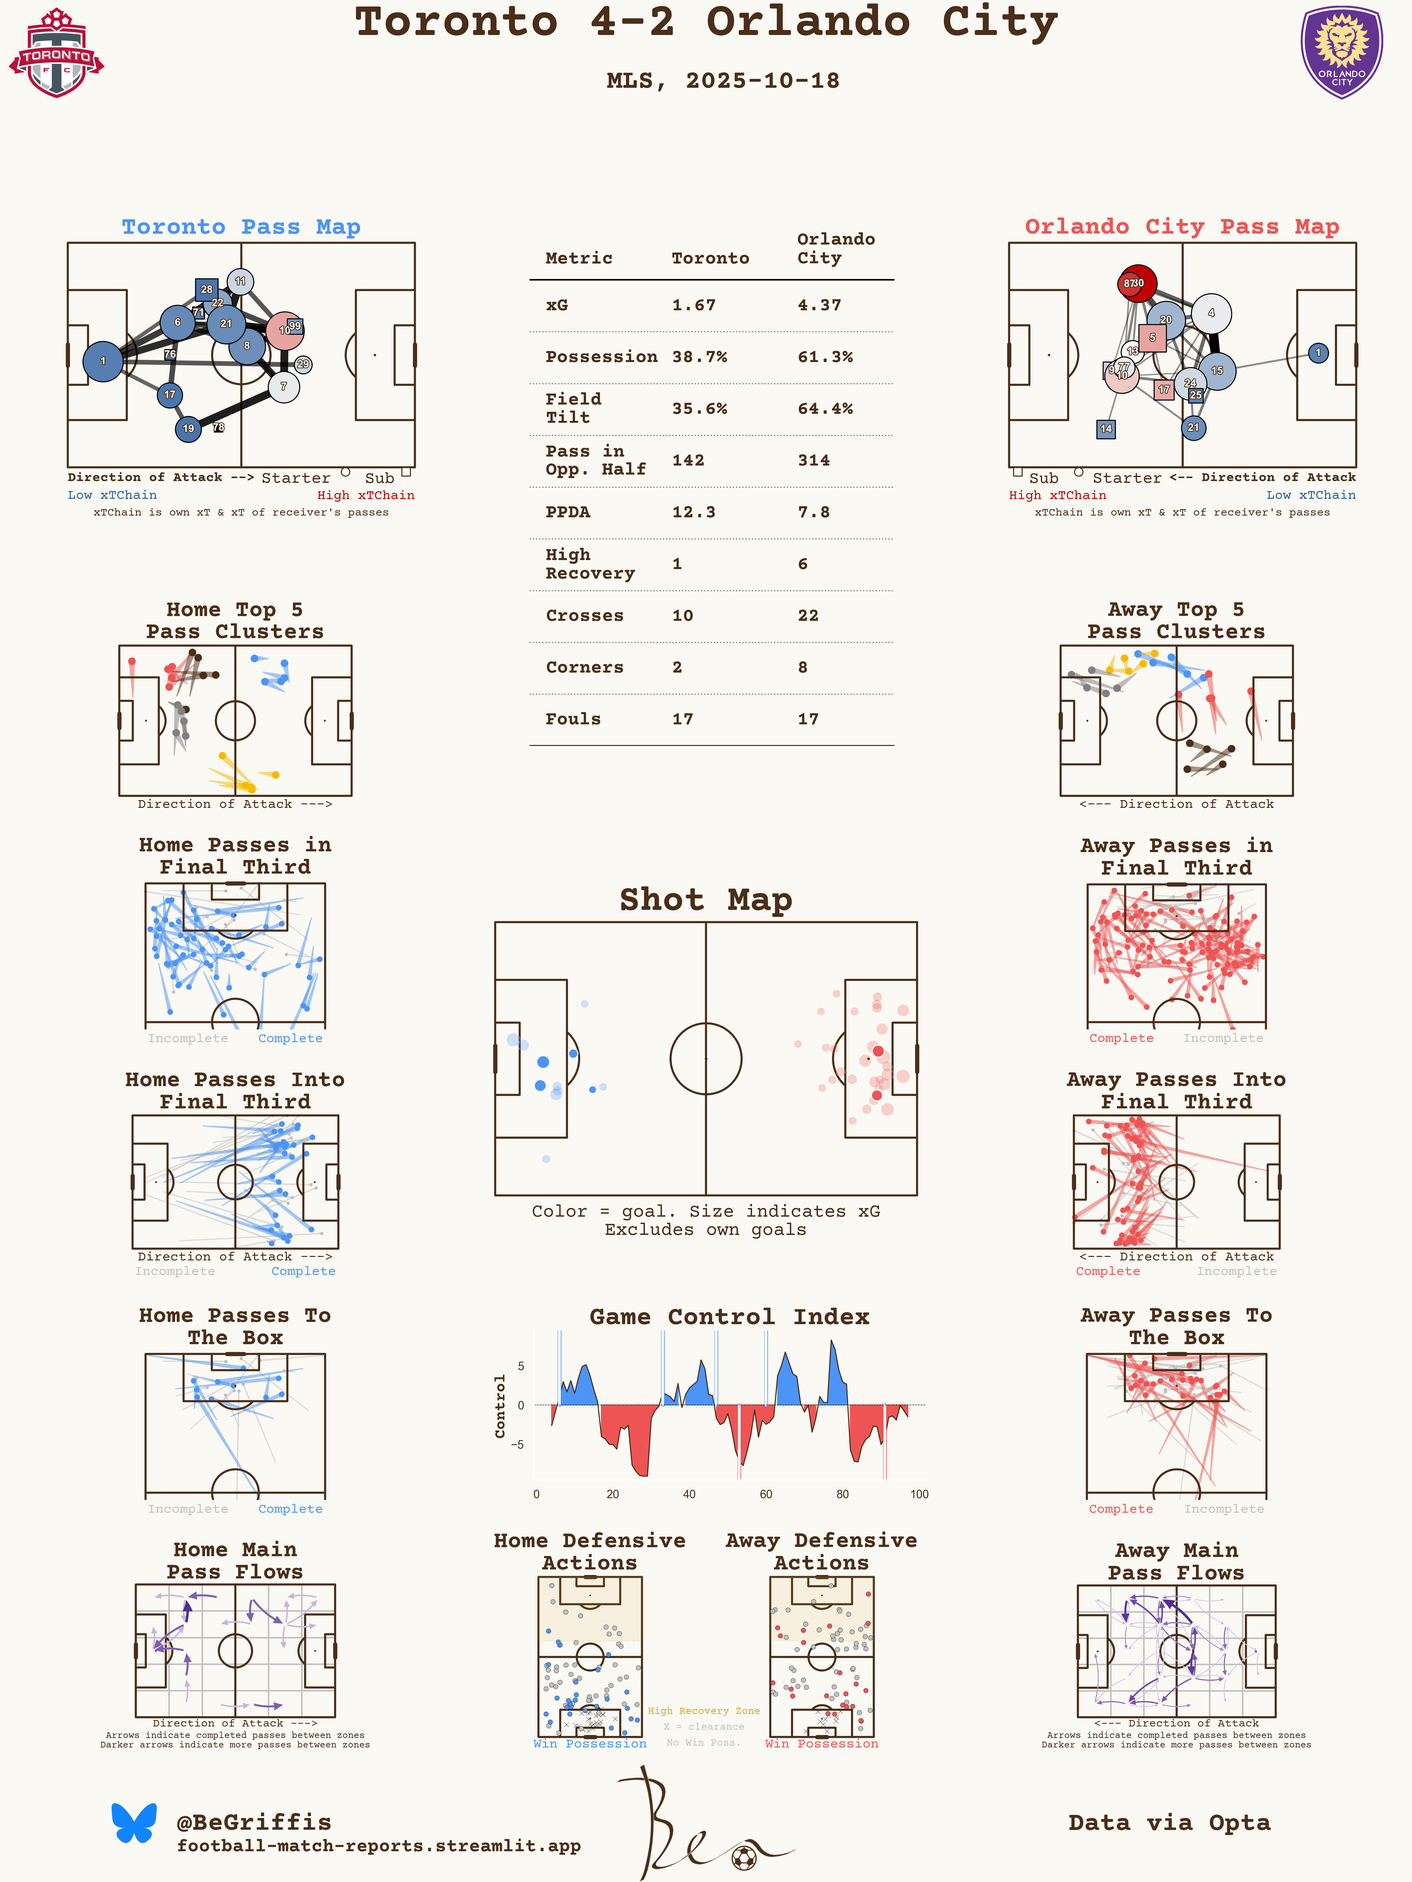 Toronto 4-2 Orlando City
MLS, 2025-10-18
TORONTO
F C
ORLANDO
CITY
Toronto Pass Map
28
11
22
71
6
21
10
99
8
76
1
29
7
17
19
78
Direction of Attack --> Starter Sub
Low xTChain High xTChain
xTChain is own xT & xT of receiver's passes
Metric Toronto Orlando City
xG 1.67 4.37
Possession 38.7% 61.3%
Field Tilt 35.6% 64.4%
Pass in Opp. Half 142 314
PPDA 12.3 7.8
High Recovery 1 6
Crosses 10 22
Corners 2 8
Fouls 17 17
Orlando City Pass Map
87
30
20
4
5
13
1
9
77
10
15
24
17
25
14
21
Sub Starter <-- Direction of Attack
High xTChain Low xTChain
xTChain is own xT & xT of receiver's passes
Home Top 5
Pass Clusters
Direction of Attack --->
Away Top 5
Pass Clusters
<--- Direction of Attack
Home Passes in
Final Third
Incomplete Complete
Away Passes in
Final Third
Complete Incomplete
Shot Map
Color = goal. Size indicates xG
Excludes own goals
Home Passes Into
Final Third
Direction of Attack --->
Incomplete Complete
Away Passes Into
Final Third
<--- Direction of Attack
Complete Incomplete
Home Passes To
The Box
Incomplete Complete
Game Control Index
Control
5
0
−5
0 20 40 60 80 100
Away Passes To
The Box
Complete Incomplete
Home Main
Pass Flows
Direction of Attack --->
Arrows indicate completed passes between zones
Darker arrows indicate more passes between zones
Home Defensive
Actions
Win Possession
Away Defensive
Actions
Win Possession
High Recovery Zone
X = clearance
No Win Poss.
Away Main
Pass Flows
<--- Direction of Attack
Arrows indicate completed passes between zones
Darker arrows indicate more passes between zones
@BeGriffis
football-match-reports.streamlit.app
Ben
Data via Opta